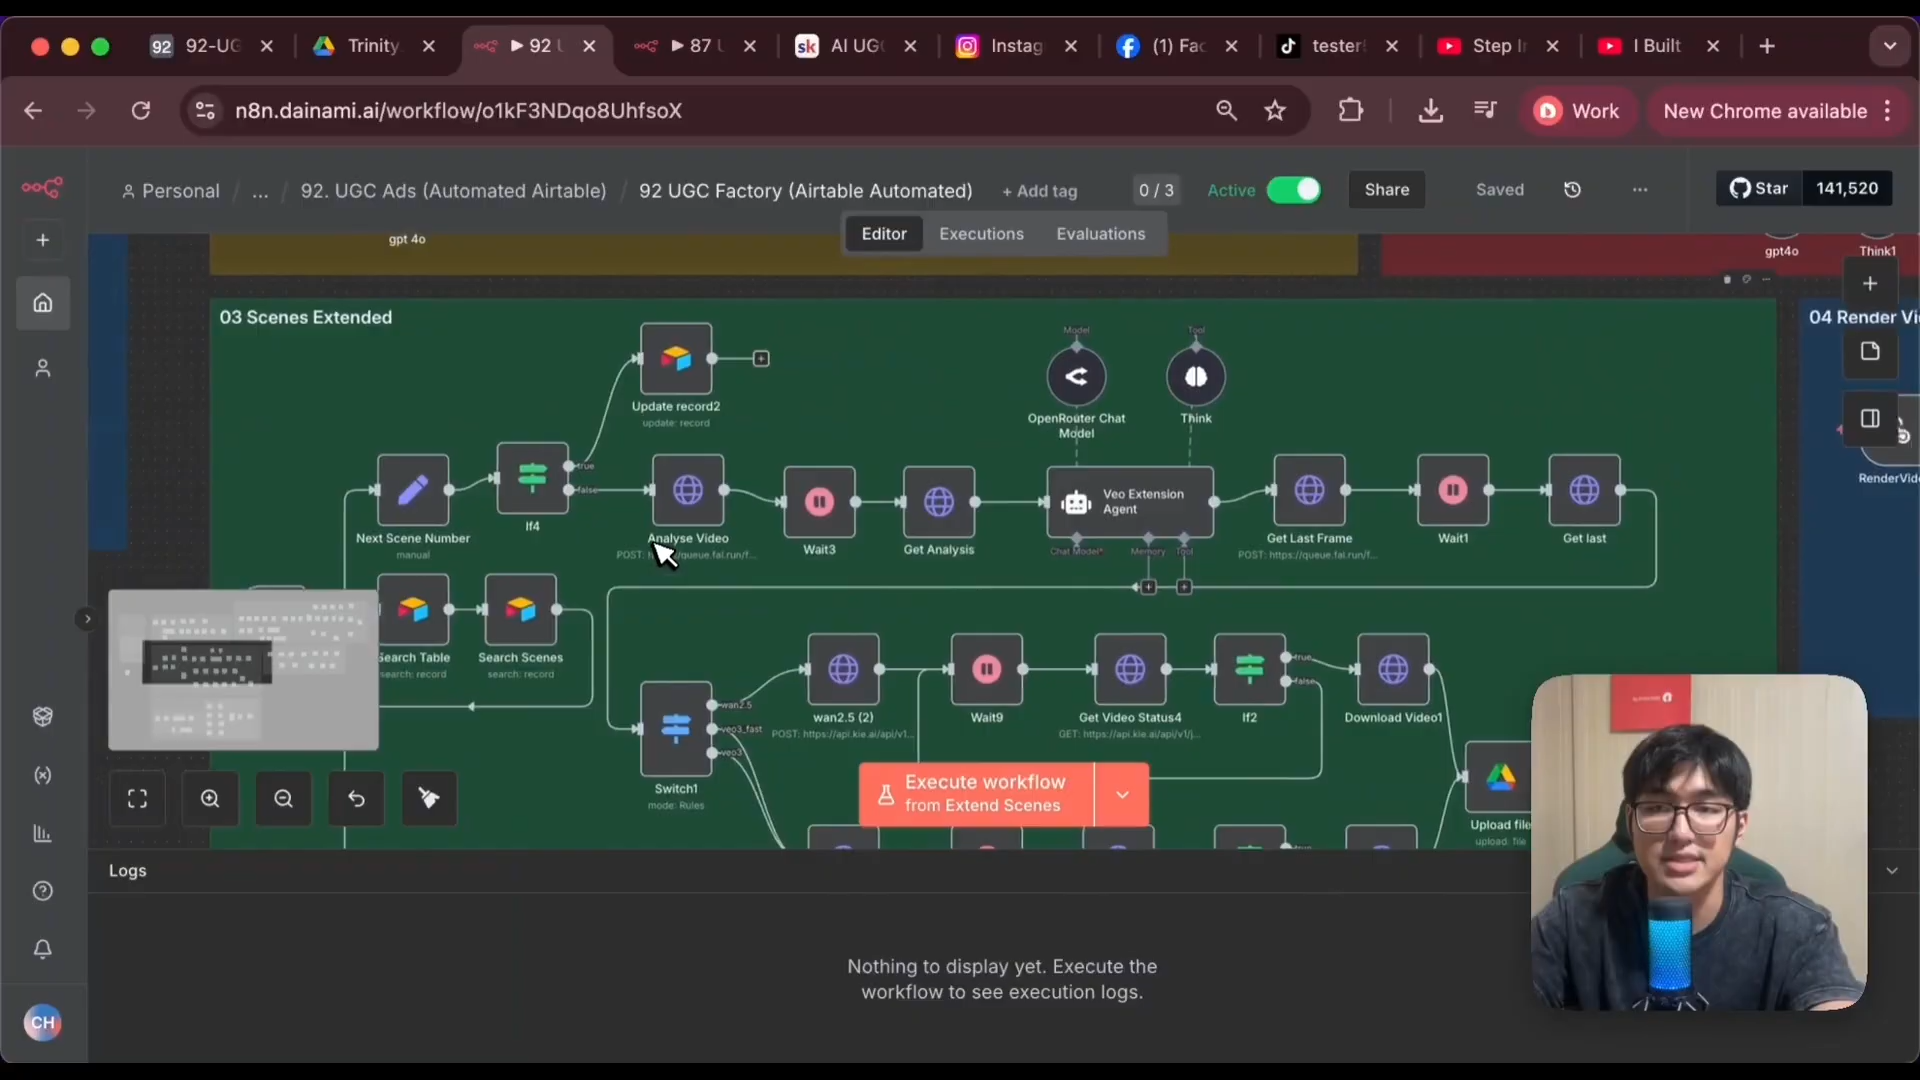 92 92-UG
Trinity
▶ 92 U
▶ 87 U
sk AI UG
Instag
(1) Fac
tester
Step I
I Built
n8n.dainami.ai/workflow/o1kF3NDqo8UhfsoX
Work
New Chrome available
Personal / ... / 92. UGC Ads (Automated Airtable) / 92 UGC Factory (Airtable Automated)
+ Add tag
0 / 3
Active
Share
Saved
Star 141,520
Editor
Executions
Evaluations
gpt 4o
gpt4o
Think1
03 Scenes Extended
04 Render Vi
Model
Tool
Update record2
update: record
OpenRouter Chat
Model
Think
true
false
Veo Extension
Agent
Next Scene Number
manual
If4
Analyse Video
Wait3
Get Analysis
Chat Model*
Memory
Tool
Get Last Frame
POST: https://queue.fal.run/f...
Wait1
Get last
RenderVide
Search Table
search: record
Search Scenes
search: record
wan2.5
veo3_fast
veo3
Switch1
mode: Rules
wan2.5 (2)
POST: https://api.kie.ai/api/v1...
Wait9
Get Video Status4
GET: https://api.kie.ai/api/v1/j...
true
false
If2
Download Video1
Upload file
upload: file
Execute workflow
from Extend Scenes
Logs
Nothing to display yet. Execute the
workflow to see execution logs.
CH